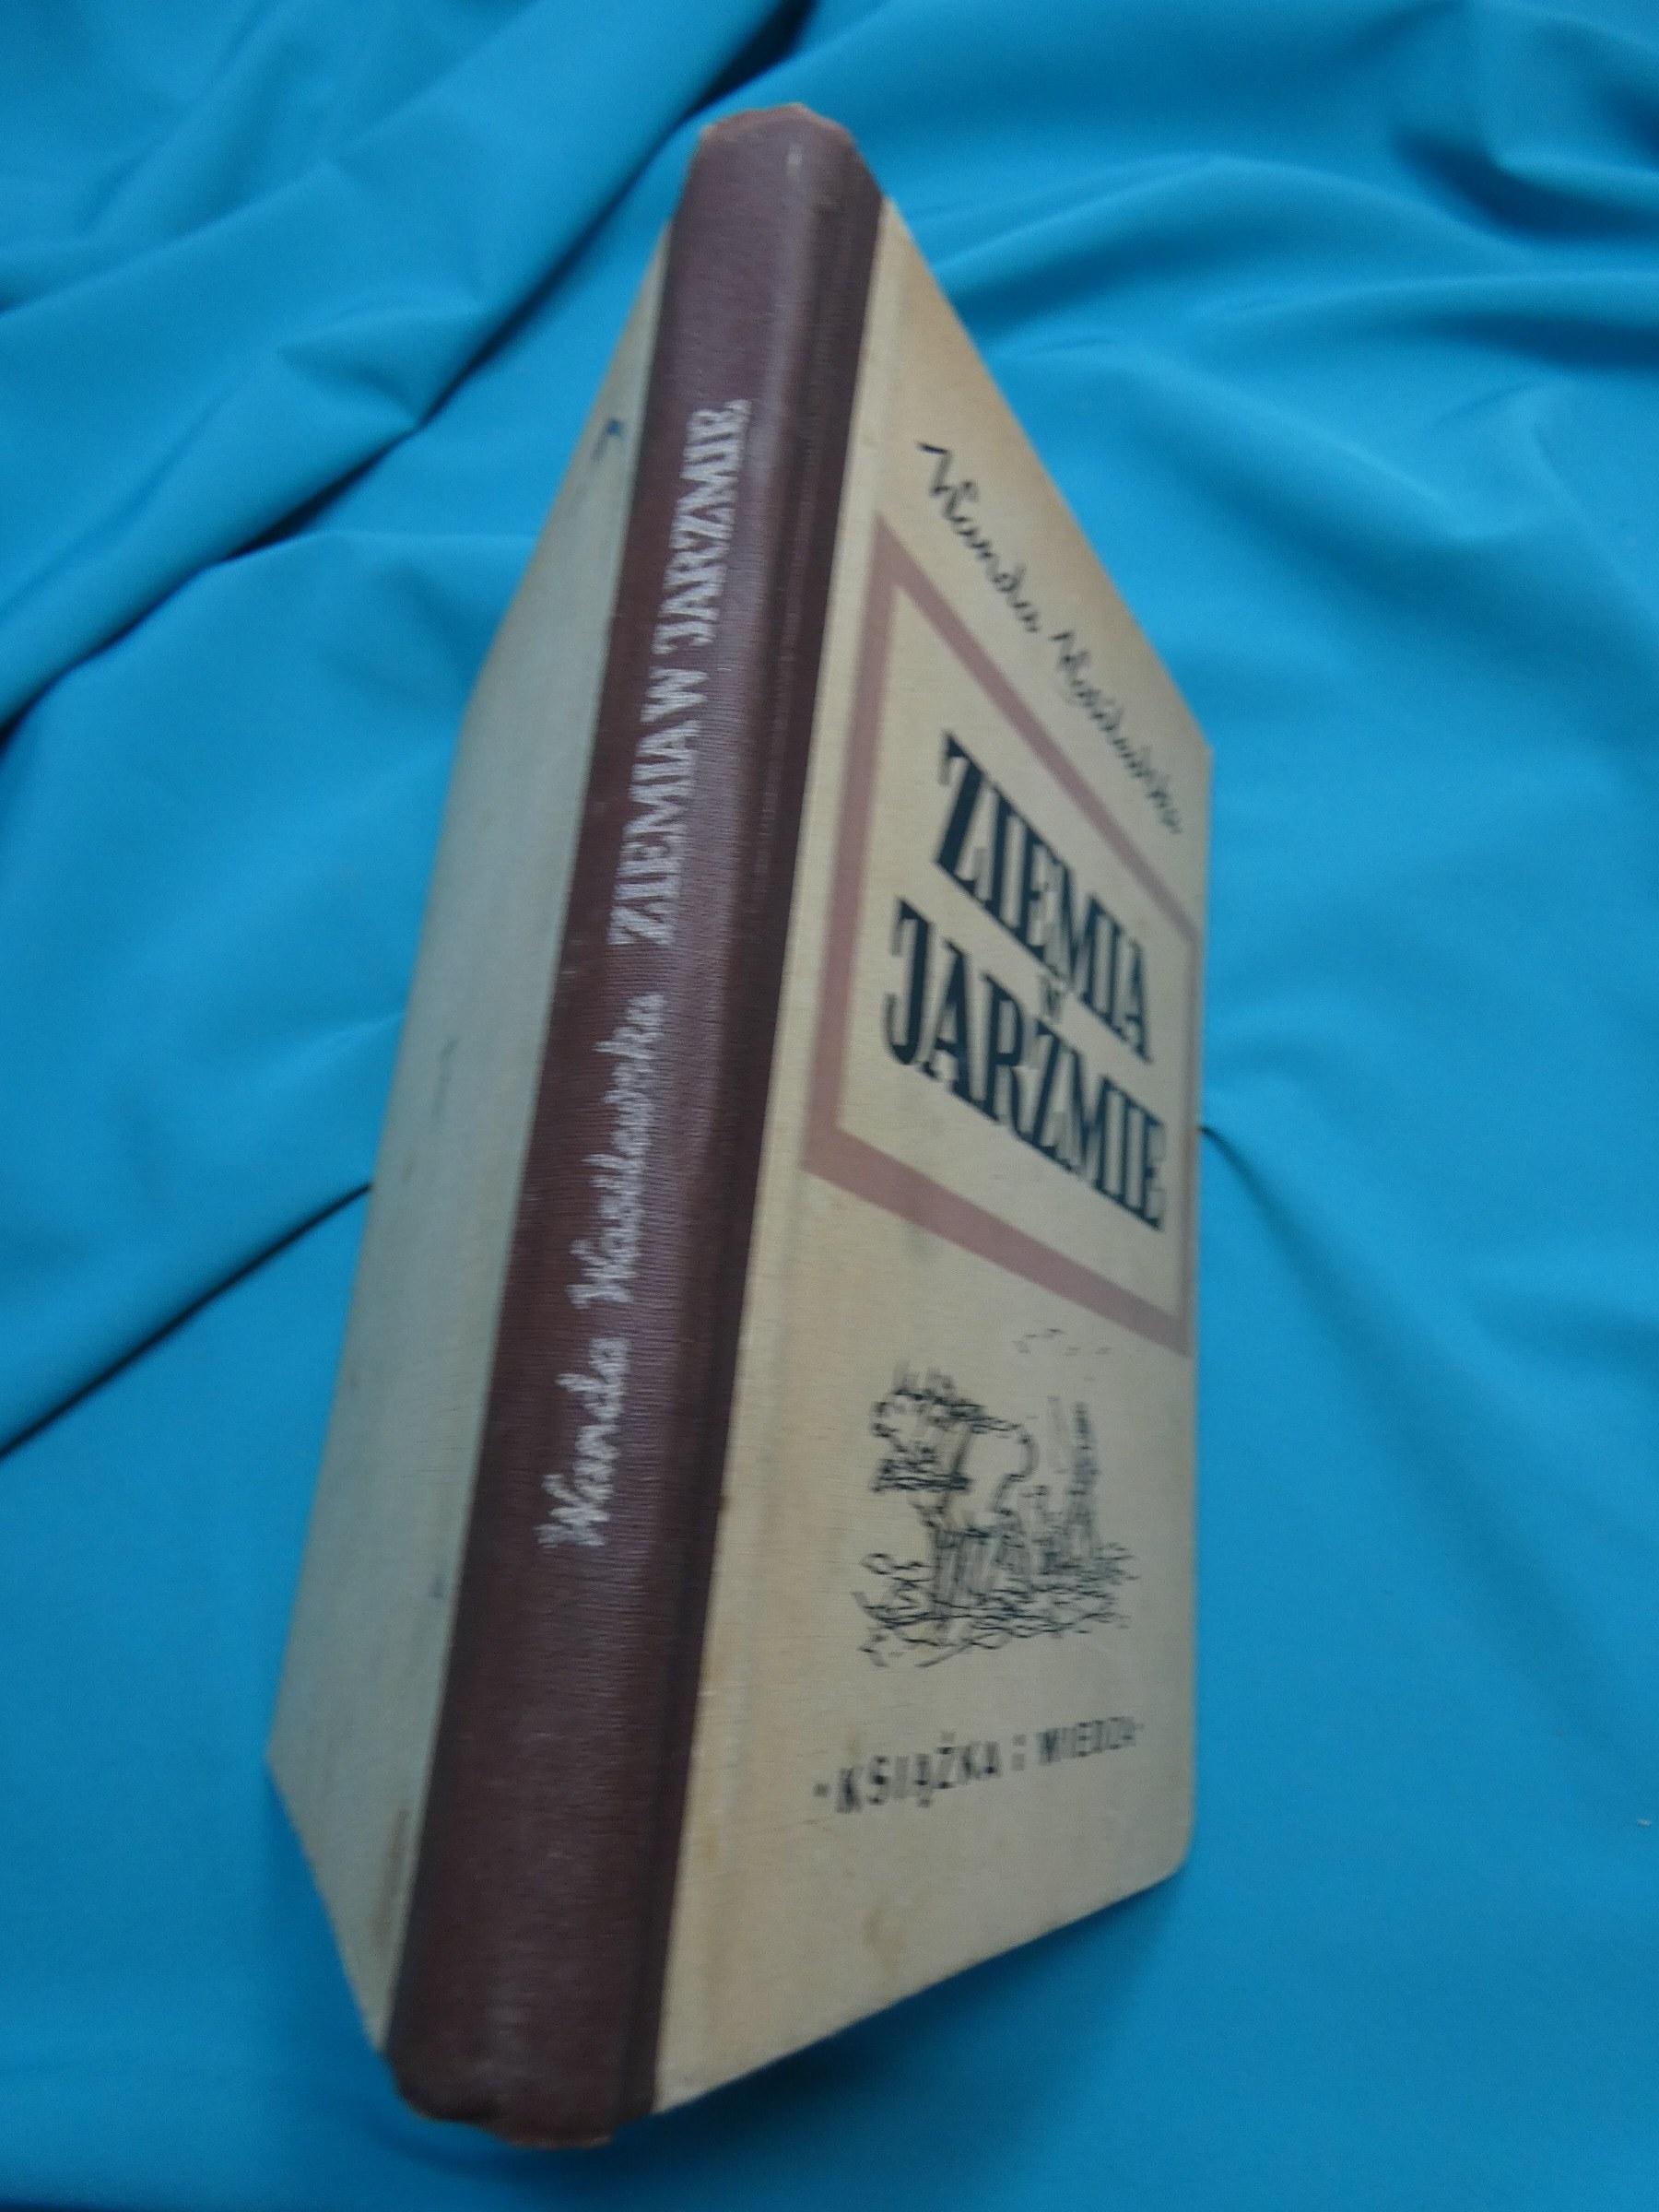 Wanda Wasilewska ZIEMIA W JARZMIE
Wanda Wasilewska
ZIEMIA
W
JARZMIE
"KSIĄŻKA i WIEDZA"